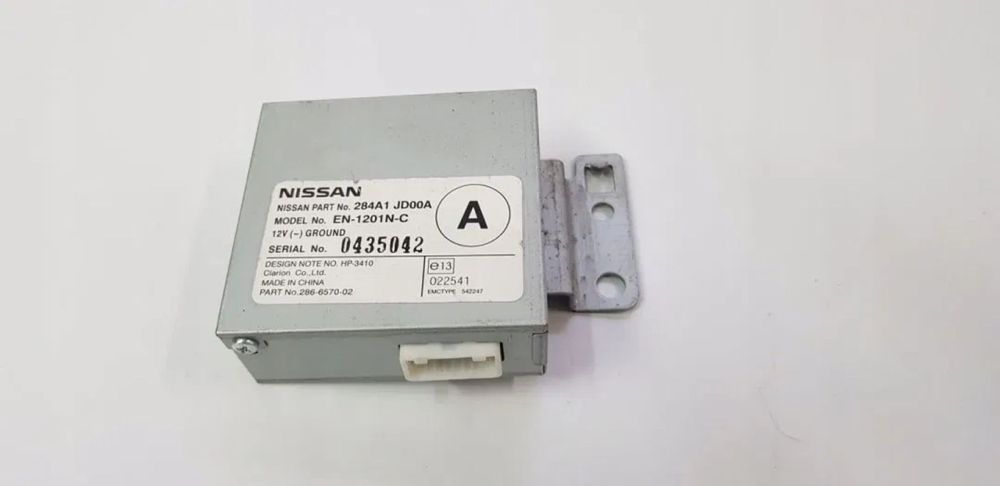 NISSAN
NISSAN PART No. 284A1 JD00A
MODEL No. EN-1201N-C
12V (-) GROUND
SERIAL No. 0435042
A
DESIGN NOTE NO. HP-3410
Clarion Co., Ltd.
MADE IN CHINA
PART No.286-6570-02
e13
022541
EMCTYPE 542247